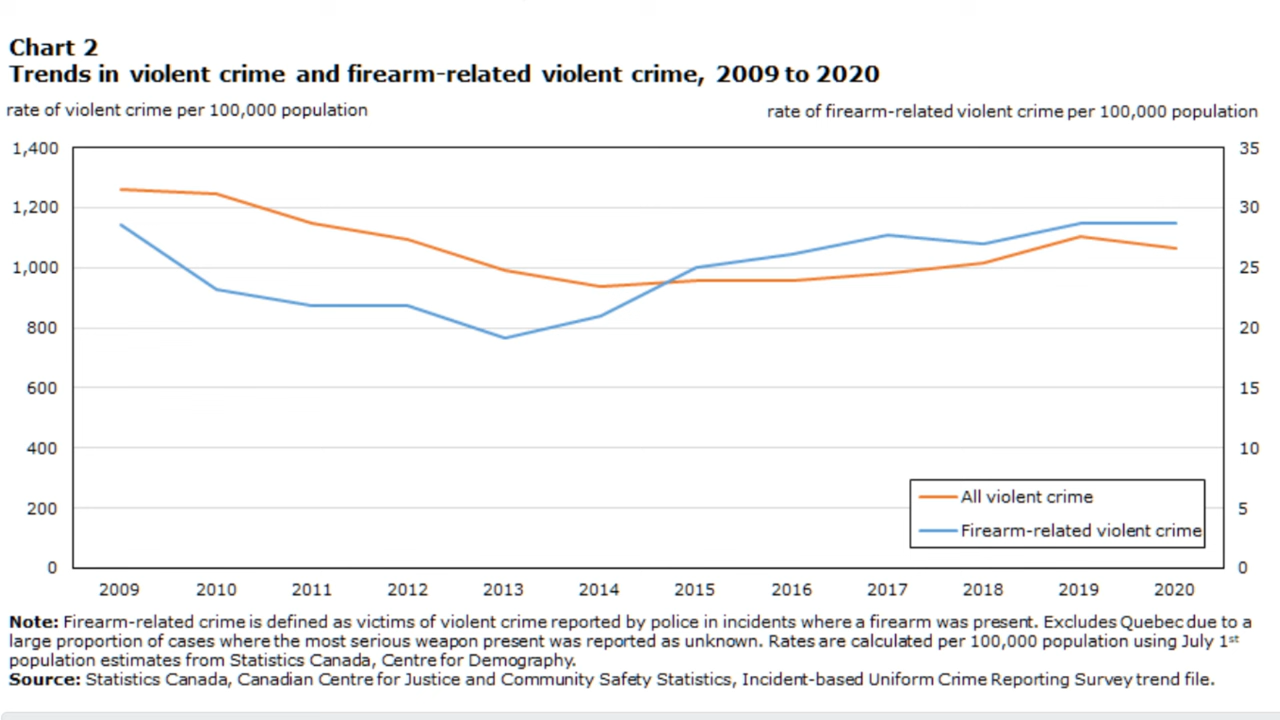 Chart 2
Trends in violent crime and firearm-related violent crime, 2009 to 2020
rate of violent crime per 100,000 population
rate of firearm-related violent crime per 100,000 population
1,400
1,200
1,000
800
600
400
200
0
35
30
25
20
15
10
5
0
All violent crime
Firearm-related violent crime
2009 2010 2011 2012 2013 2014 2015 2016 2017 2018 2019 2020
Note: Firearm-related crime is defined as victims of violent crime reported by police in incidents where a firearm was present. Excludes Quebec due to a
large proportion of cases where the most serious weapon present was reported as unknown. Rates are calculated per 100,000 population using July 1st
population estimates from Statistics Canada, Centre for Demography.
Source: Statistics Canada, Canadian Centre for Justice and Community Safety Statistics, Incident-based Uniform Crime Reporting Survey trend file.